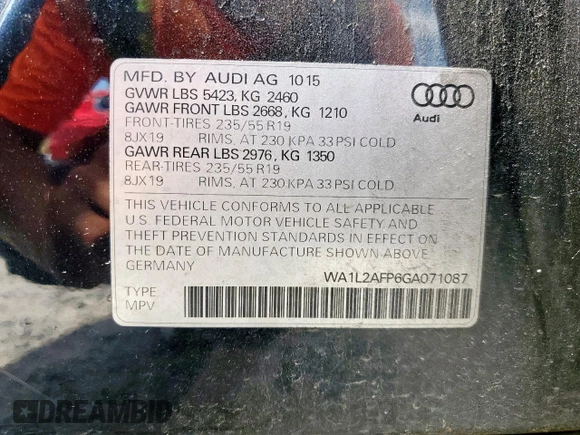 MFD. BY AUDI AG 10 15
GVWR LBS 5423, KG 2460
GAWR FRONT LBS 2668, KG 1210
FRONT-TIRES 235/55 R19
8JX19 RIMS, AT 230 KPA 33 PSI COLD
GAWR REAR LBS 2976, KG 1350
REAR-TIRES 235/55 R19
8JX19 RIMS, AT 230 KPA 33 PSI COLD
Audi
THIS VEHICLE CONFORMS TO ALL APPLICABLE
U.S. FEDERAL MOTOR VEHICLE SAFETY AND
THEFT PREVENTION STANDARDS IN EFFECT ON
THE DATE OF MANUFACTURE SHOWN ABOVE
GERMANY
WA1L2AFP6GA071087
TYPE
MPV
DREAMBID